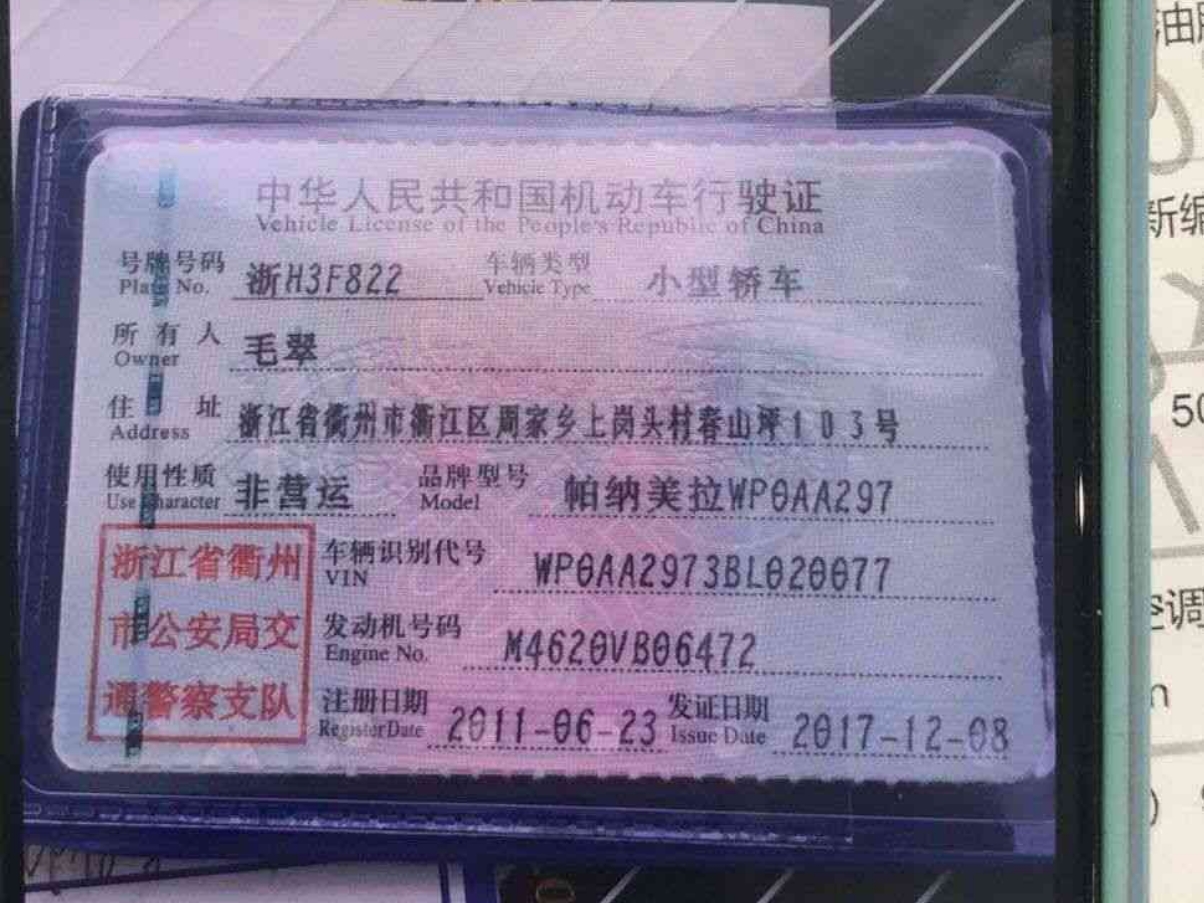 中华人民共和国机动车行驶证
Vehicle License of the People's Republic of China
号牌号码 浙H3F822 车辆类型 小型轿车
Plate No. Vehicle Type
所有人 毛翠
Owner
住址 浙江省衢州市衢江区周家乡上岗头村春山坪103号
Address
使用性质 非营运 品牌型号 帕纳美拉WP0AA297
Use Character Model
浙江省衢州 车辆识别代号 WP0AA2973BL020077
VIN
市公安局交 发动机号码 M4620VB06472
Engine No.
通警察支队 注册日期 2011-06-23 发证日期 2017-12-08
Register Date Issue Date
新编
50
空调